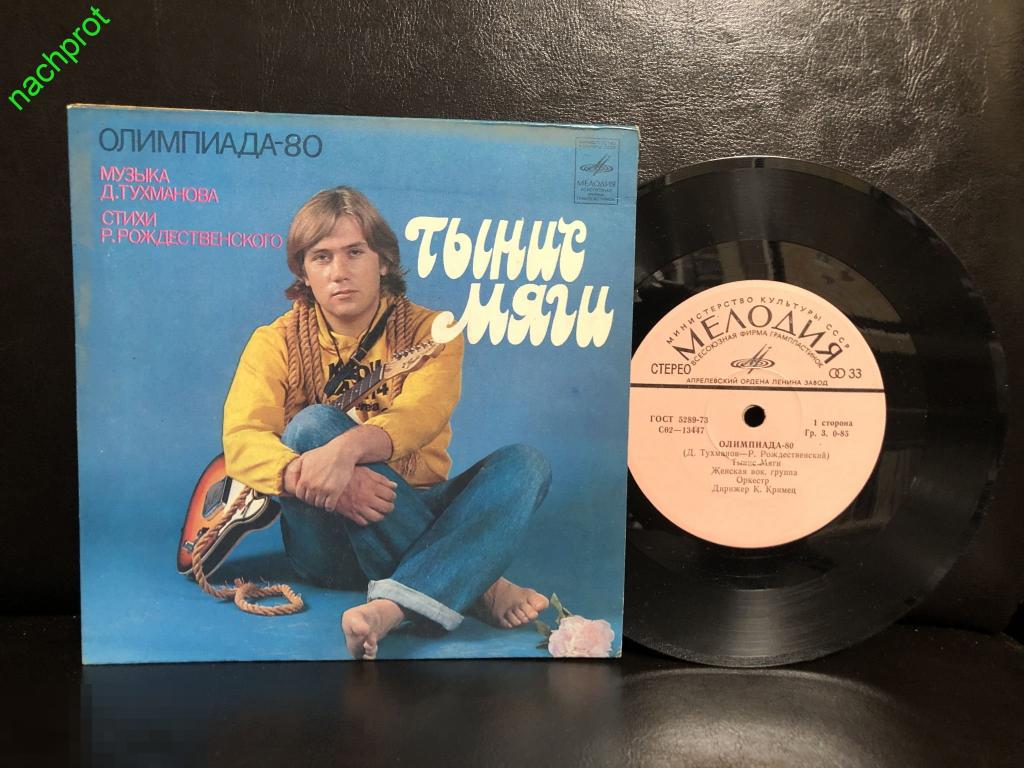 nachprot
ОЛИМПИАДА-80
МУЗЫКА
Д.ТУХМАНОВА
СТИХИ
Р.РОЖДЕСТВЕНСКОГО
МЕЛОДИЯ
ТЫНИС
МЯГИ
МИНИСТЕРСТВО КУЛЬТУРЫ СССР
МЕЛОДИЯ
ВСЕСОЮЗНАЯ ФИРМА ГРАМПЛАСТИНОК
СТЕРЕО
33
АПРЕЛЕВСКИЙ ОРДЕНА ЛЕНИНА ЗАВОД
ГОСТ 5289-73
С62—13447
1 сторона
Гр. 3. 0-85
ОЛИМПИАДА-80
(Д. Тухманов—Р. Рождественский)
Тынис Мяги
Женская вок. группа
Оркестр
Дирижер К. Кримец